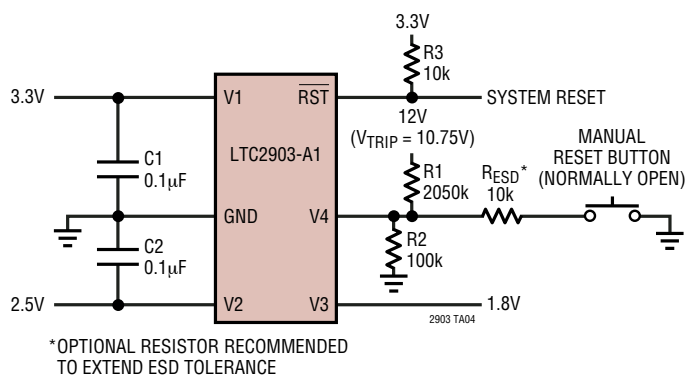 3.3V
R3
10k
3.3V
V1
RST
SYSTEM RESET
12V
(VTRIP = 10.75V)
MANUAL
RESET BUTTON
(NORMALLY OPEN)
C1
0.1µF
LTC2903-A1
R1
2050k
RESD*
10k
GND
V4
C2
0.1µF
R2
100k
2.5V
V2
V3
1.8V
2903 TA04
*OPTIONAL RESISTOR RECOMMENDED
TO EXTEND ESD TOLERANCE